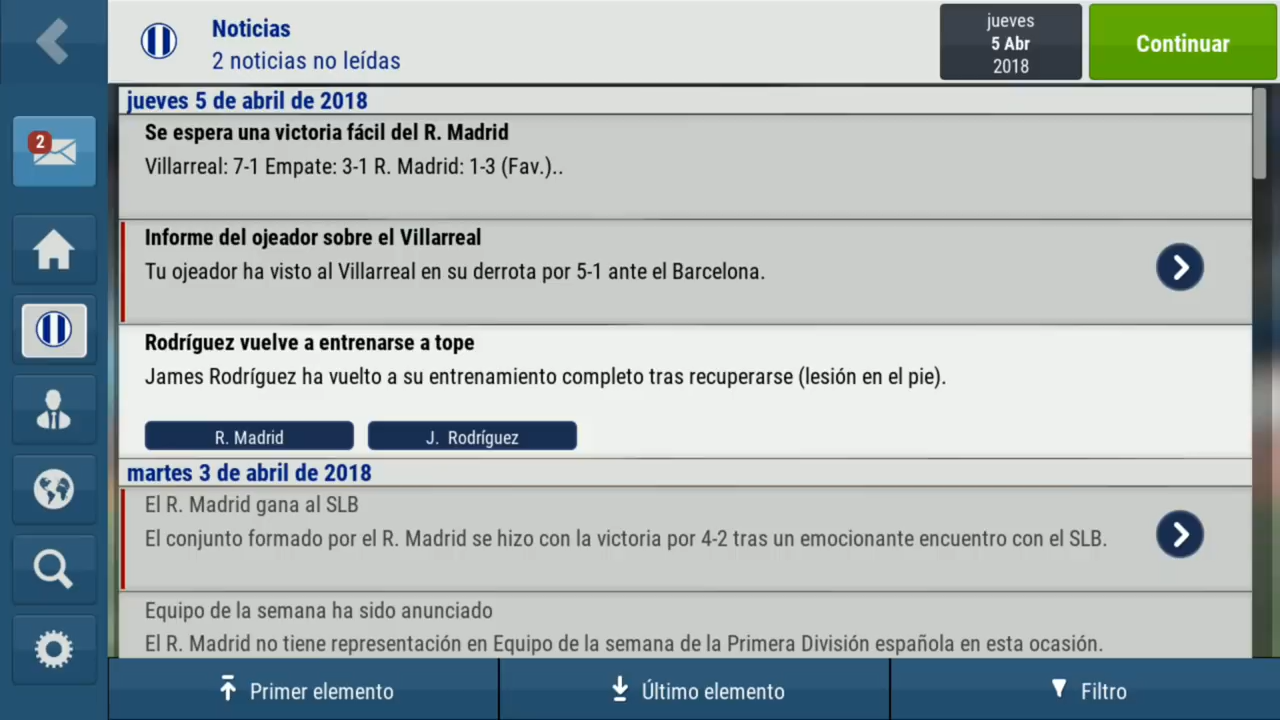 Noticias
2 noticias no leídas
jueves
5 Abr
2018
Continuar
2
jueves 5 de abril de 2018
Se espera una victoria fácil del R. Madrid
Villarreal: 7-1 Empate: 3-1 R. Madrid: 1-3 (Fav.)..
Informe del ojeador sobre el Villarreal
Tu ojeador ha visto al Villarreal en su derrota por 5-1 ante el Barcelona.
Rodríguez vuelve a entrenarse a tope
James Rodríguez ha vuelto a su entrenamiento completo tras recuperarse (lesión en el pie).
R. Madrid
J. Rodríguez
martes 3 de abril de 2018
El R. Madrid gana al SLB
El conjunto formado por el R. Madrid se hizo con la victoria por 4-2 tras un emocionante encuentro con el SLB.
Equipo de la semana ha sido anunciado
El R. Madrid no tiene representación en Equipo de la semana de la Primera División española en esta ocasión.
Primer elemento
Último elemento
Filtro